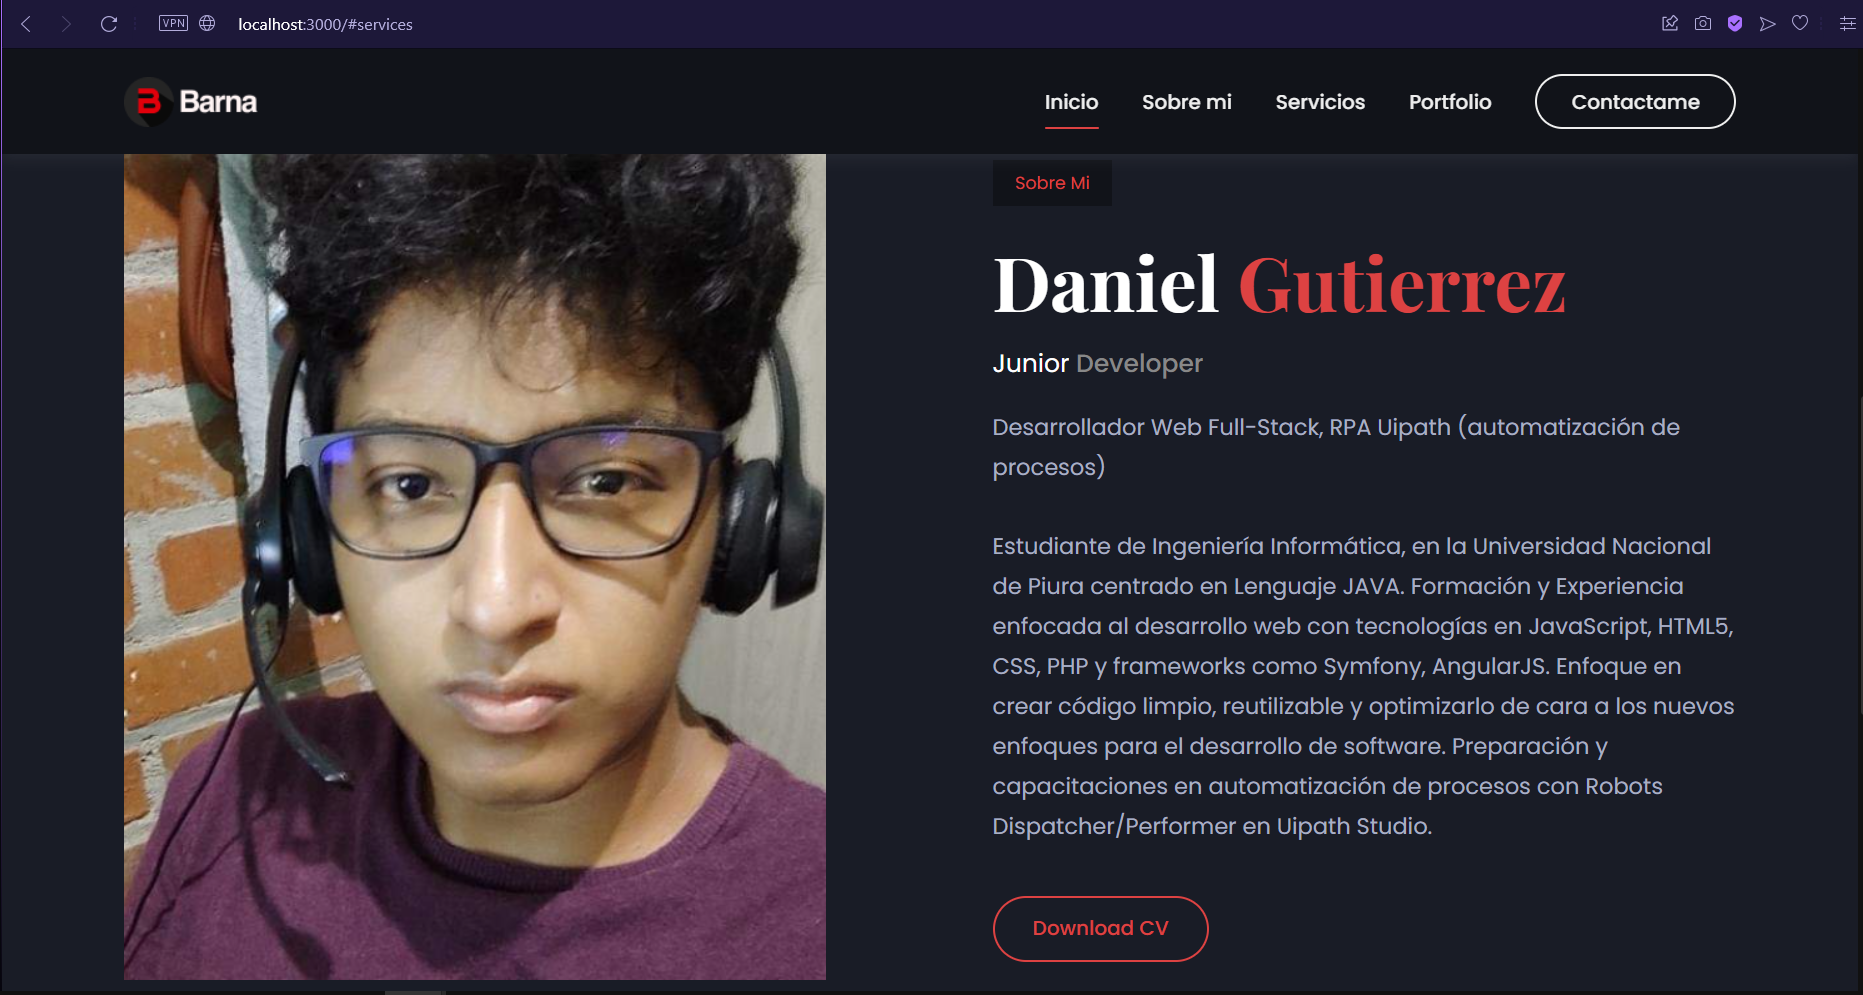 VPN
localhost:3000/#services
B Barna
Inicio
Sobre mi
Servicios
Portfolio
Contactame
Sobre Mi
Daniel Gutierrez
Junior Developer
Desarrollador Web Full-Stack, RPA Uipath (automatización de
procesos)
Estudiante de Ingeniería Informática, en la Universidad Nacional
de Piura centrado en Lenguaje JAVA. Formación y Experiencia
enfocada al desarrollo web con tecnologías en JavaScript, HTML5,
CSS, PHP y frameworks como Symfony, AngularJS. Enfoque en
crear código limpio, reutilizable y optimizarlo de cara a los nuevos
enfoques para el desarrollo de software. Preparación y
capacitaciones en automatización de procesos con Robots
Dispatcher/Performer en Uipath Studio.
Download CV